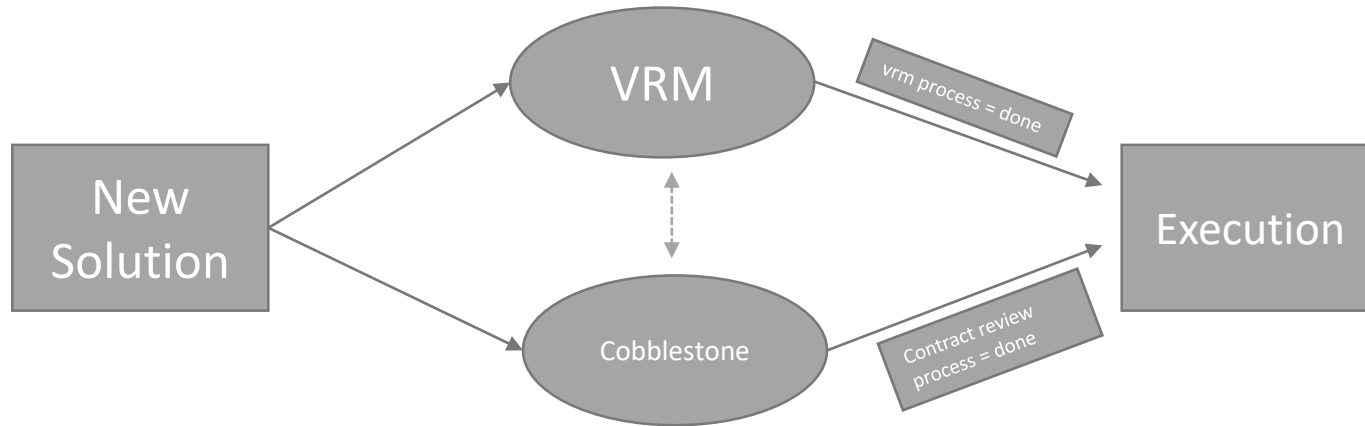 VRM
vrm process = done
New
Solution
Execution
Cobblestone
Contract review
process = done